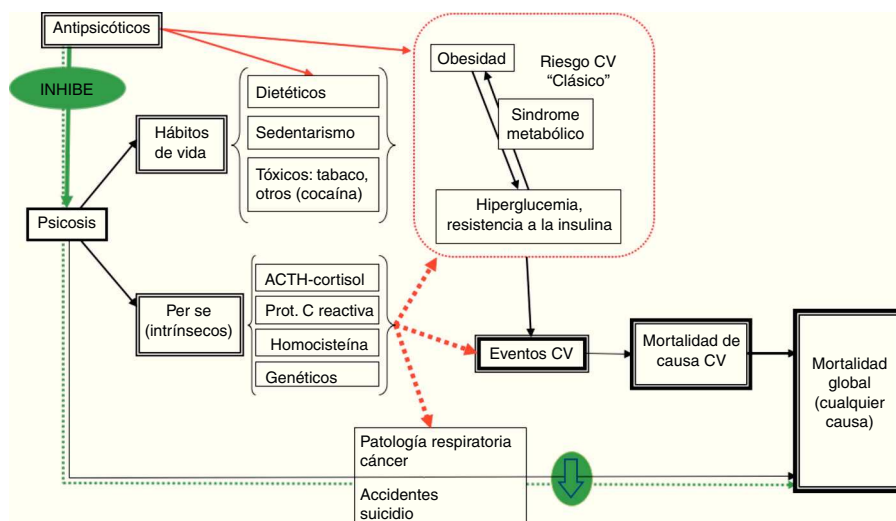 Antipsicóticos
INHIBE
Psicosis
Hábitos
de vida
Dietéticos
Sedentarismo
Tóxicos: tabaco,
otros (cocaína)
Per se
(intrínsecos)
ACTH-cortisol
Prot. C reactiva
Homocisteína
Genéticos
Obesidad
Riesgo CV
“Clásico”
Sindrome
metabólico
Hiperglucemia,
resistencia a la insulina
Eventos CV
Mortalidad de
causa CV
Mortalidad
global
(cualquier
causa)
Patología respiratoria
cáncer
Accidentes
suicidio